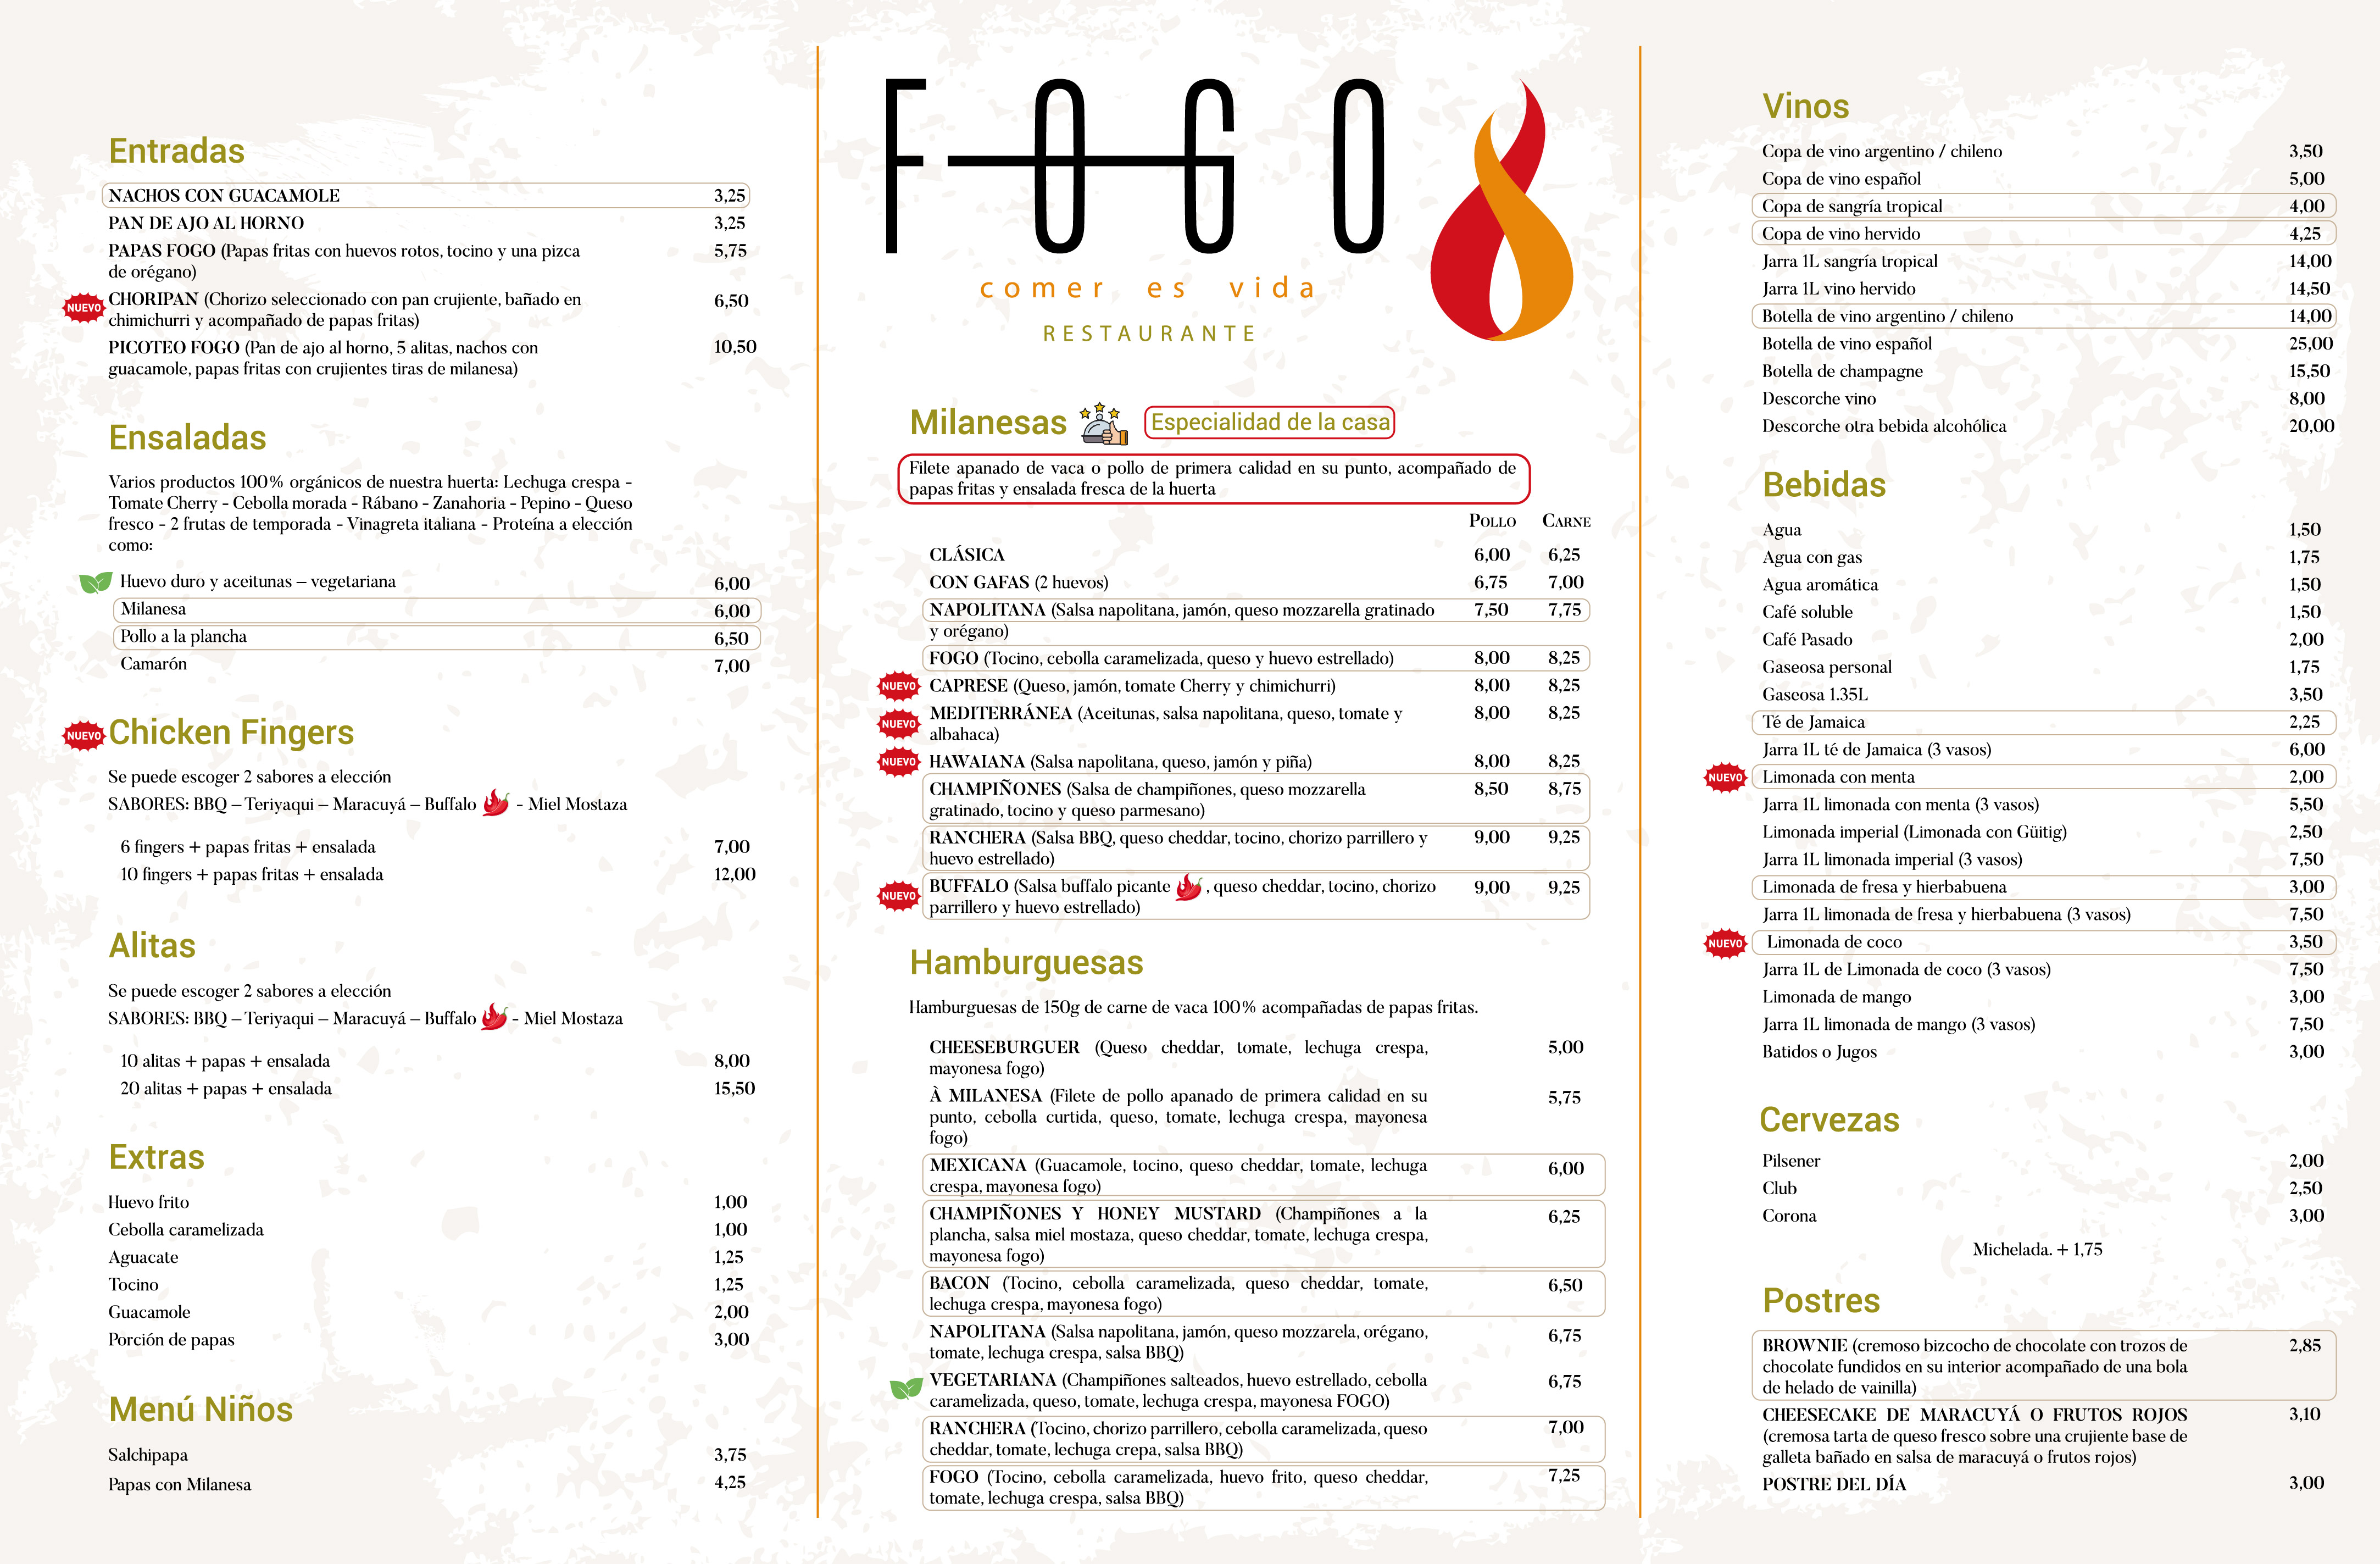 Entradas
NACHOS CON GUACAMOLE 3,25
PAN DE AJO AL HORNO 3,25
PAPAS FOGO (Papas fritas con huevos rotos, tocino y una pizca 5,75
de orégano)
NUEVO CHORIPAN (Chorizo seleccionado con pan crujiente, bañado en 6,50
chimichurri y acompañado de papas fritas)
PICOTEO FOGO (Pan de ajo al horno, 5 alitas, nachos con 10,50
guacamole, papas fritas con crujientes tiras de milanesa)
Ensaladas
Varios productos 100% orgánicos de nuestra huerta: Lechuga crespa -
Tomate Cherry - Cebolla morada - Rábano - Zanahoria - Pepino - Queso
fresco - 2 frutas de temporada - Vinagreta italiana - Proteína a elección
como:
Huevo duro y aceitunas – vegetariana 6,00
Milanesa 6,00
Pollo a la plancha 6,50
Camarón 7,00
NUEVO Chicken Fingers
Se puede escoger 2 sabores a elección
SABORES: BBQ – Teriyaqui – Maracuyá – Buffalo - Miel Mostaza
6 fingers + papas fritas + ensalada 7,00
10 fingers + papas fritas + ensalada 12,00
Alitas
Se puede escoger 2 sabores a elección
SABORES: BBQ – Teriyaqui – Maracuyá – Buffalo - Miel Mostaza
10 alitas + papas + ensalada 8,00
20 alitas + papas + ensalada 15,50
Extras
Huevo frito 1,00
Cebolla caramelizada 1,00
Aguacate 1,25
Tocino 1,25
Guacamole 2,00
Porción de papas 3,00
Menú Niños
Salchipapa 3,75
Papas con Milanesa 4,25
FOGO
comer es vida
RESTAURANTE
Milanesas Especialidad de la casa
Filete apanado de vaca o pollo de primera calidad en su punto, acompañado de
papas fritas y ensalada fresca de la huerta
POLLO CARNE
CLÁSICA 6,00 6,25
CON GAFAS (2 huevos) 6,75 7,00
NAPOLITANA (Salsa napolitana, jamón, queso mozzarella gratinado 7,50 7,75
y orégano)
FOGO (Tocino, cebolla caramelizada, queso y huevo estrellado) 8,00 8,25
NUEVO CAPRESE (Queso, jamón, tomate Cherry y chimichurri) 8,00 8,25
NUEVO MEDITERRÁNEA (Aceitunas, salsa napolitana, queso, tomate y 8,00 8,25
albahaca)
NUEVO HAWAIANA (Salsa napolitana, queso, jamón y piña) 8,00 8,25
CHAMPIÑONES (Salsa de champiñones, queso mozzarella 8,50 8,75
gratinado, tocino y queso parmesano)
RANCHERA (Salsa BBQ, queso cheddar, tocino, chorizo parrillero y 9,00 9,25
huevo estrellado)
NUEVO BUFFALO (Salsa buffalo picante , queso cheddar, tocino, chorizo 9,00 9,25
parrillero y huevo estrellado)
Hamburguesas
Hamburguesas de 150g de carne de vaca 100% acompañadas de papas fritas.
CHEESEBURGUER (Queso cheddar, tomate, lechuga crespa, 5,00
mayonesa fogo)
À MILANESA (Filete de pollo apanado de primera calidad en su 5,75
punto, cebolla curtida, queso, tomate, lechuga crespa, mayonesa
fogo)
MEXICANA (Guacamole, tocino, queso cheddar, tomate, lechuga 6,00
crespa, mayonesa fogo)
CHAMPIÑONES Y HONEY MUSTARD (Champiñones a la 6,25
plancha, salsa miel mostaza, queso cheddar, tomate, lechuga crespa,
mayonesa fogo)
BACON (Tocino, cebolla caramelizada, queso cheddar, tomate, 6,50
lechuga crespa, mayonesa fogo)
NAPOLITANA (Salsa napolitana, jamón, queso mozzarela, orégano, 6,75
tomate, lechuga crespa, salsa BBQ)
VEGETARIANA (Champiñones salteados, huevo estrellado, cebolla 6,75
caramelizada, queso, tomate, lechuga crespa, mayonesa FOGO)
RANCHERA (Tocino, chorizo parrillero, cebolla caramelizada, queso 7,00
cheddar, tomate, lechuga crepa, salsa BBQ)
FOGO (Tocino, cebolla caramelizada, huevo frito, queso cheddar, 7,25
tomate, lechuga crespa, salsa BBQ)
Vinos
Copa de vino argentino / chileno 3,50
Copa de vino español 5,00
Copa de sangría tropical 4,00
Copa de vino hervido 4,25
Jarra 1L sangría tropical 14,00
Jarra 1L vino hervido 14,50
Botella de vino argentino / chileno 14,00
Botella de vino español 25,00
Botella de champagne 15,50
Descorche vino 8,00
Descorche otra bebida alcohólica 20,00
Bebidas
Agua 1,50
Agua con gas 1,75
Agua aromática 1,50
Café soluble 1,50
Café Pasado 2,00
Gaseosa personal 1,75
Gaseosa 1.35L 3,50
Té de Jamaica 2,25
Jarra 1L té de Jamaica (3 vasos) 6,00
NUEVO Limonada con menta 2,00
Jarra 1L limonada con menta (3 vasos) 5,50
Limonada imperial (Limonada con Güitig) 2,50
Jarra 1L limonada imperial (3 vasos) 7,50
Limonada de fresa y hierbabuena 3,00
Jarra 1L limonada de fresa y hierbabuena (3 vasos) 7,50
NUEVO Limonada de coco 3,50
Jarra 1L de Limonada de coco (3 vasos) 7,50
Limonada de mango 3,00
Jarra 1L limonada de mango (3 vasos) 7,50
Batidos o Jugos 3,00
Cervezas
Pilsener 2,00
Club 2,50
Corona 3,00
Michelada. + 1,75
Postres
BROWNIE (cremoso bizcocho de chocolate con trozos de 2,85
chocolate fundidos en su interior acompañado de una bola
de helado de vainilla)
CHEESECAKE DE MARACUYÁ O FRUTOS ROJOS 3,10
(cremosa tarta de queso fresco sobre una crujiente base de
galleta bañado en salsa de maracuyá o frutos rojos)
POSTRE DEL DÍA 3,00